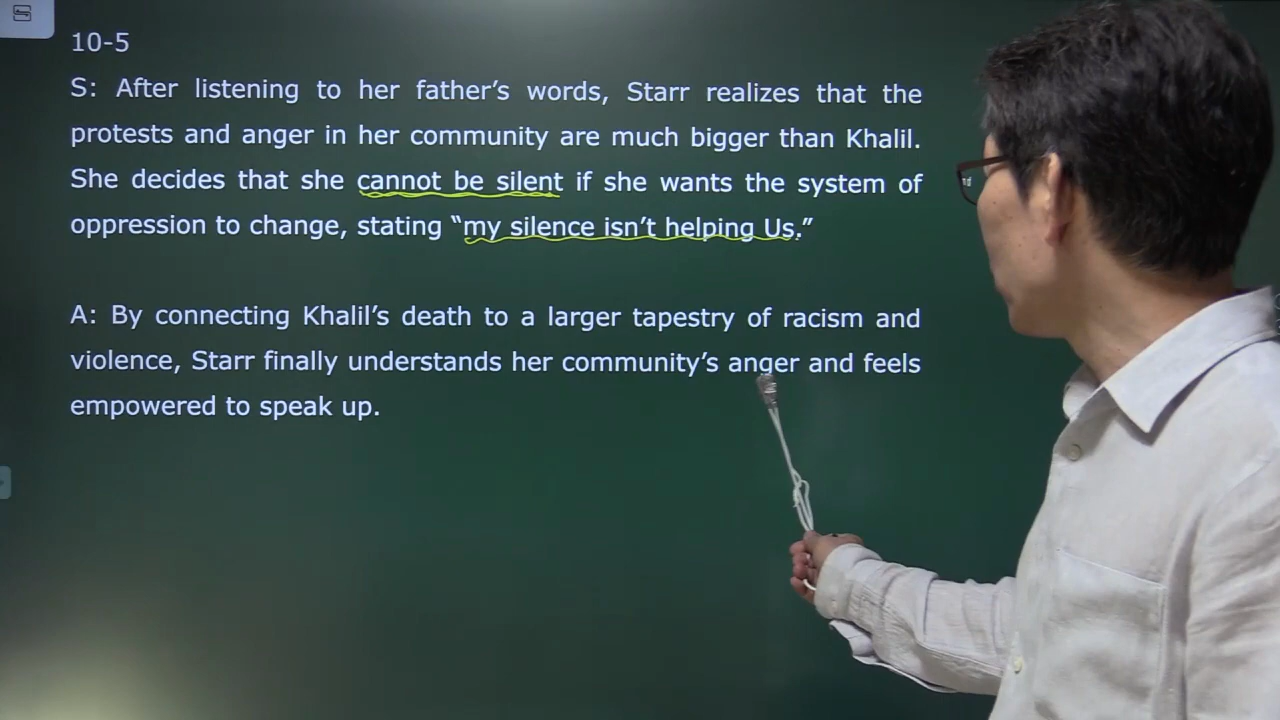 10-5
S: After listening to her father’s words, Starr realizes that the
protests and anger in her community are much bigger than Khalil.
She decides that she cannot be silent if she wants the system of
oppression to change, stating “my silence isn’t helping Us.”
A: By connecting Khalil’s death to a larger tapestry of racism and
violence, Starr finally understands her community’s anger and feels
empowered to speak up.